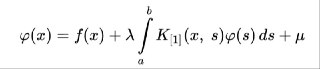 φ(x) = f(x) + λ ∫_a^b K_{[1]}(x, s)φ(s) ds + μ